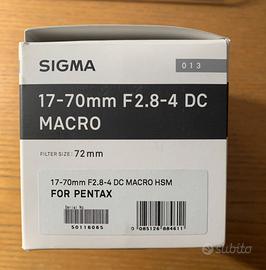 SIGMA
013
17-70mm F2.8-4 DC
MACRO
FILTER SIZE: 72mm
17-70mm F2.8-4 DC MACRO HSM
FOR PENTAX
Serial No
50116065
0 085126 884611
subito